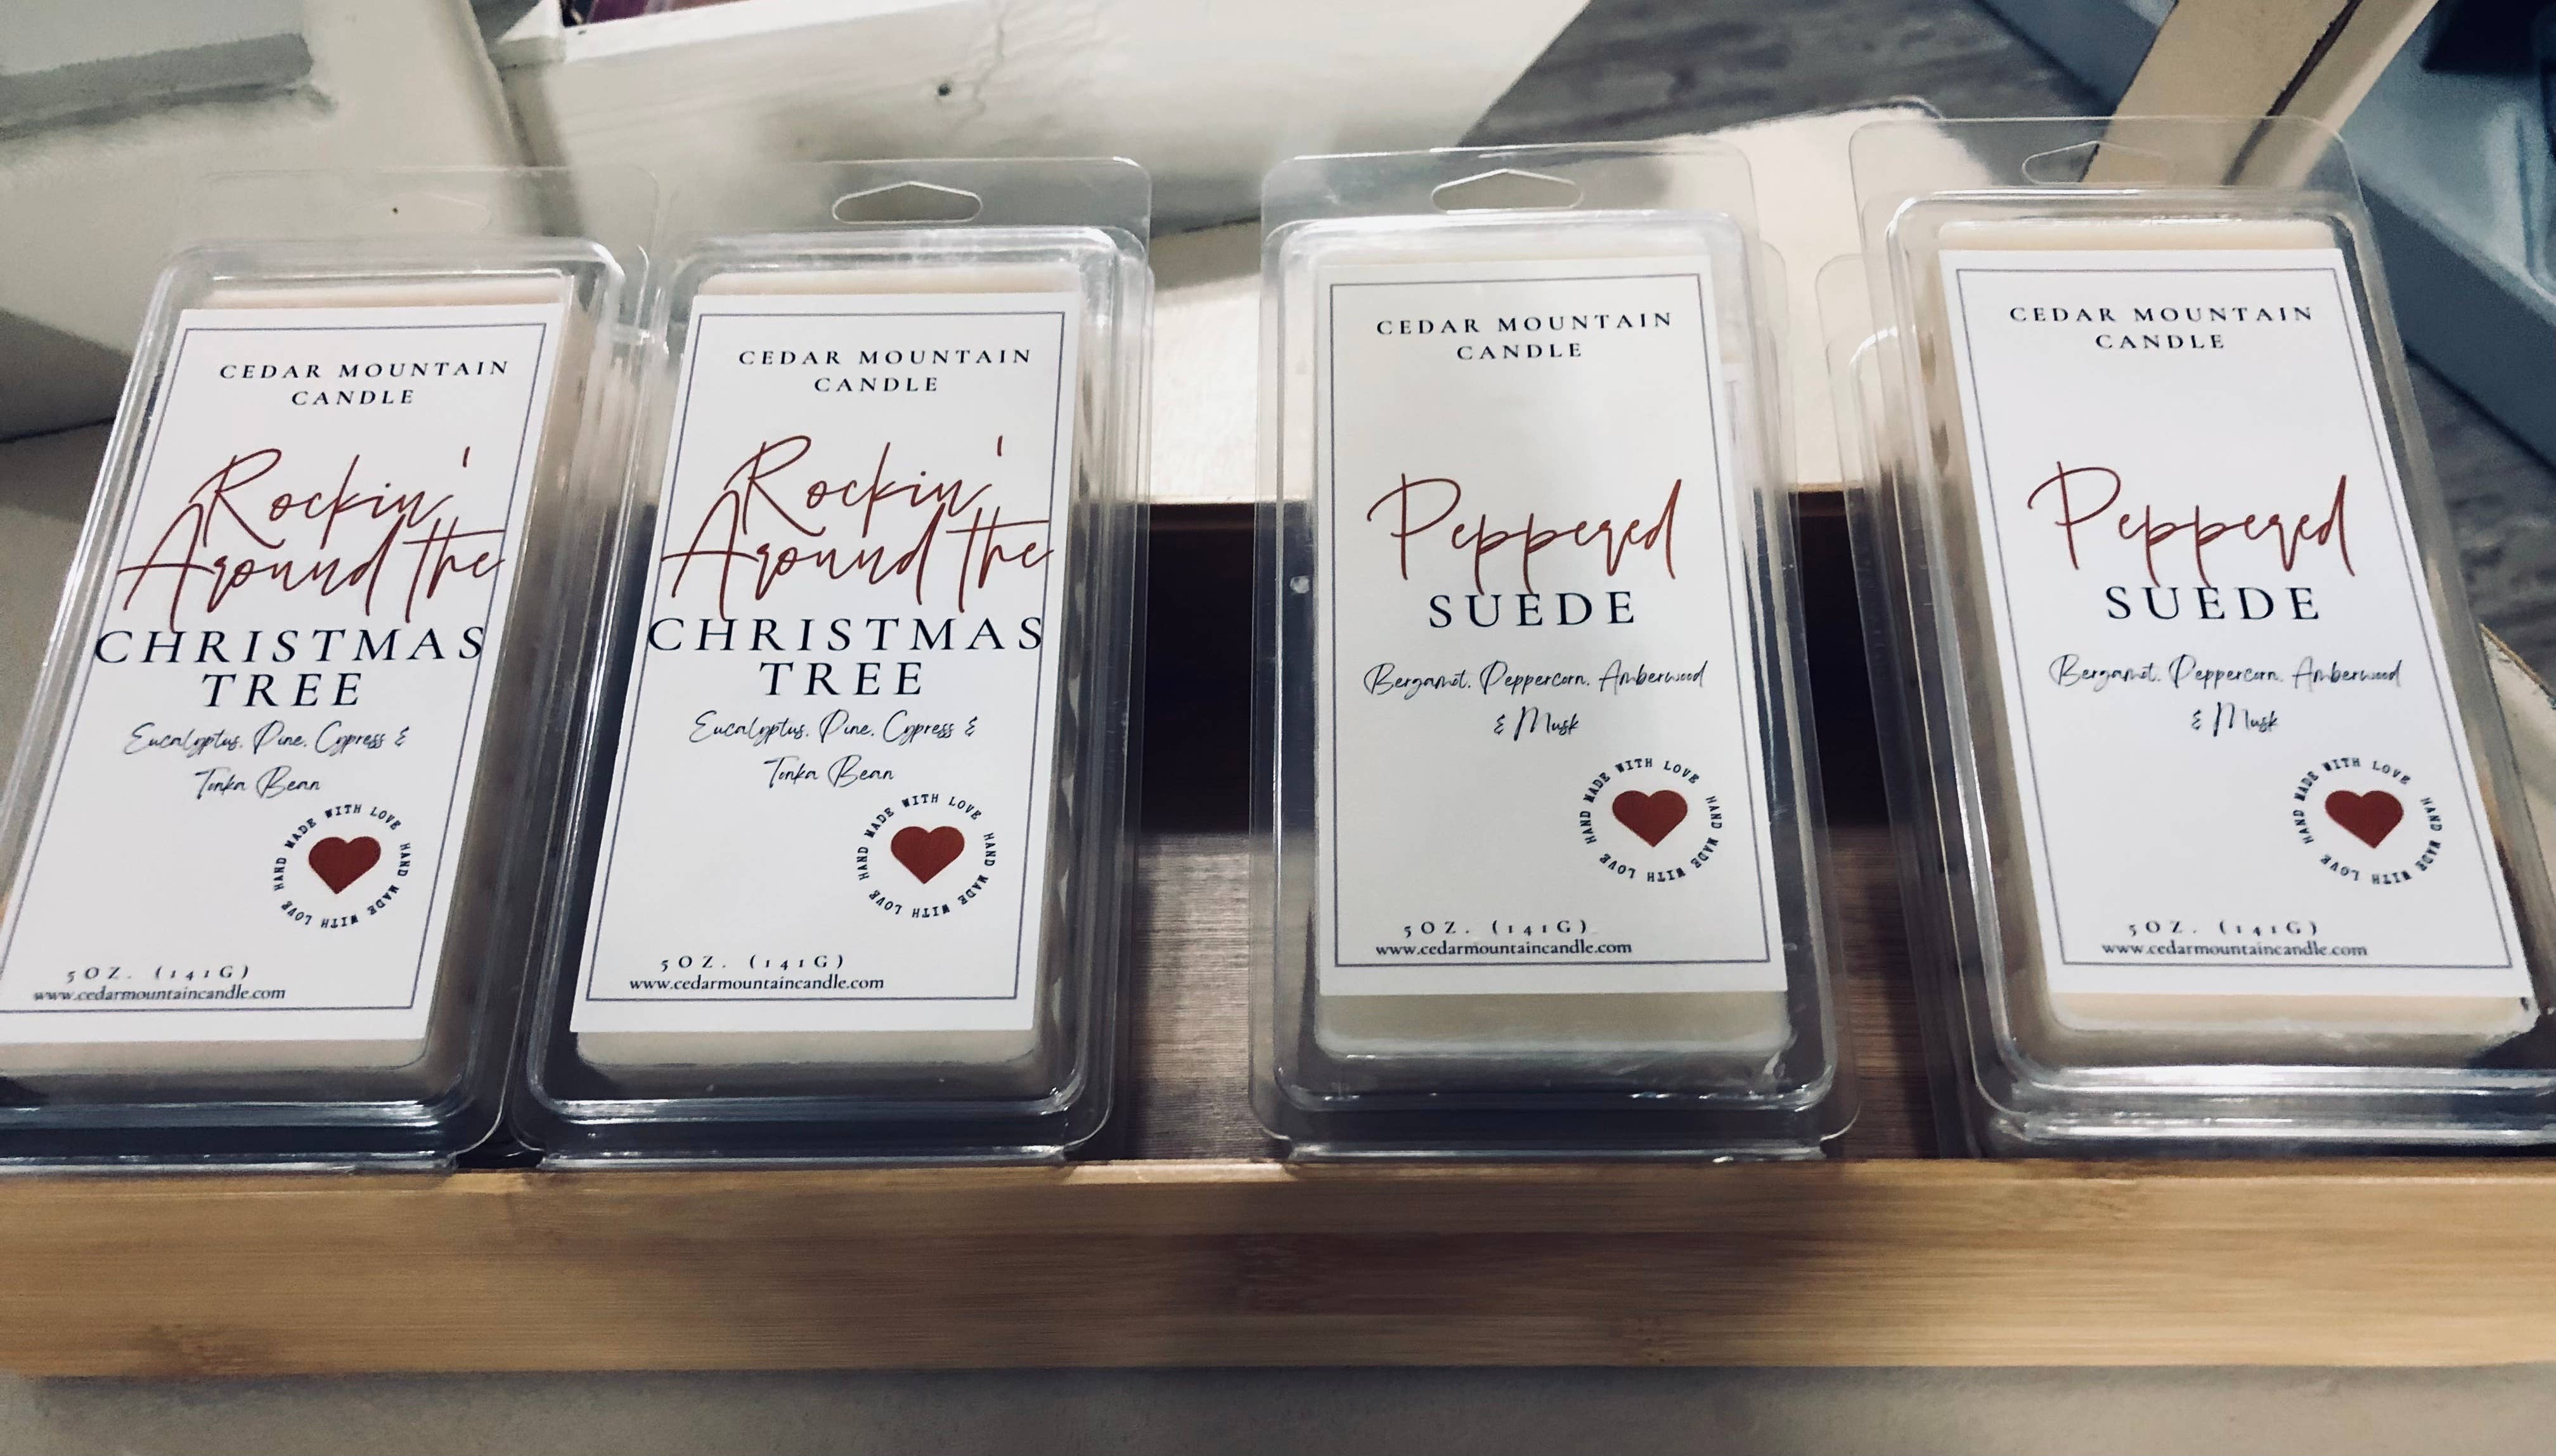 CEDAR MOUNTAIN
CANDLE
Rockin'
Around the
CHRISTMAS
TREE
Eucalyptus, Pine, Cypress &
Tonka Bean
HAND MADE WITH LOVE HAND MADE WITH LOVE
5OZ. (141G)
www.cedarmountaincandle.com
CEDAR MOUNTAIN
CANDLE
Rockin'
Around the
CHRISTMAS
TREE
Eucalyptus, Pine, Cypress &
Tonka Bean
HAND MADE WITH LOVE HAND MADE WITH LOVE
5OZ. (141G)
www.cedarmountaincandle.com
CEDAR MOUNTAIN
CANDLE
Peppered
SUEDE
Bergamot, Peppercorn, Amberwood
& Musk
HAND MADE WITH LOVE HAND MADE WITH LOVE
5OZ. (141G)
www.cedarmountaincandle.com
CEDAR MOUNTAIN
CANDLE
Peppered
SUEDE
Bergamot, Peppercorn, Amberwood
& Musk
HAND MADE WITH LOVE HAND MADE WITH LOVE
5OZ. (141G)
www.cedarmountaincandle.com